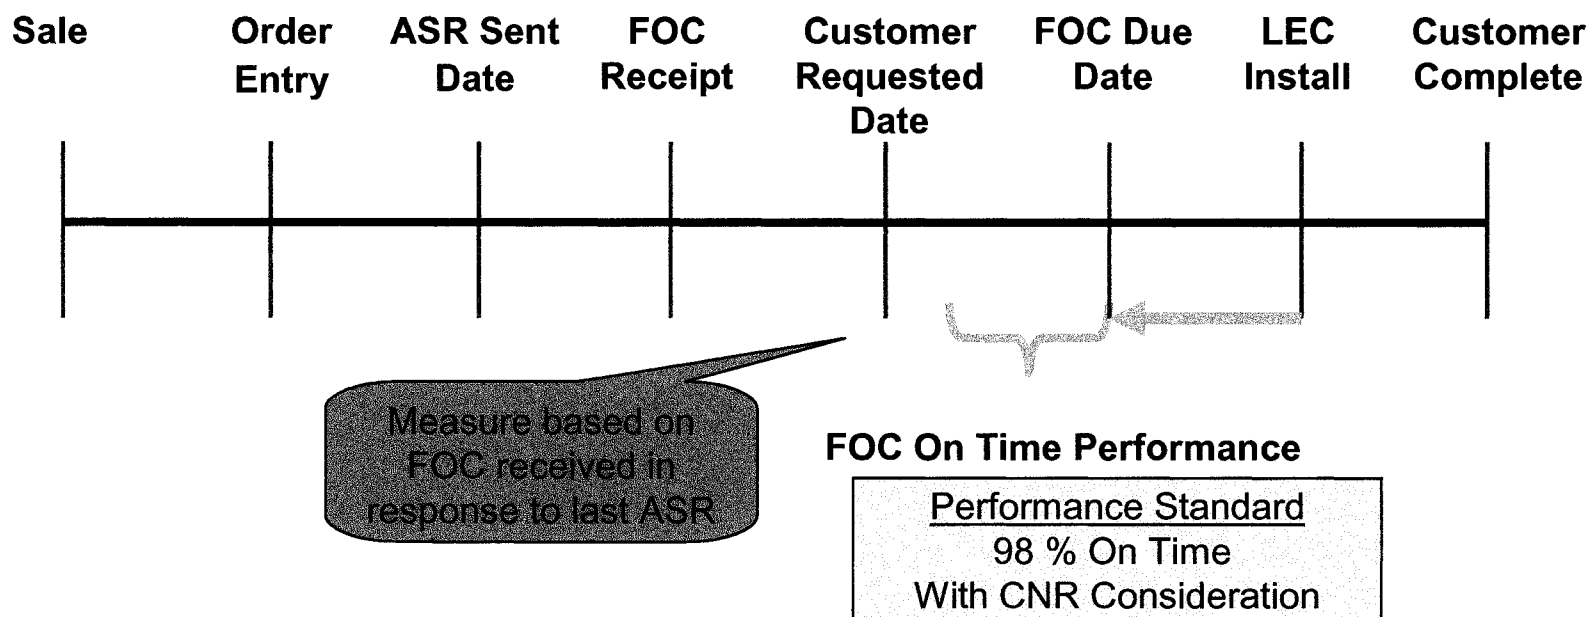 Sale
Order
Entry
ASR Sent
Date
FOC
Receipt
Customer
Requested
Date
FOC Due
Date
LEC
Install
Customer
Complete
Measure based on
FOC received in
response to last ASR
FOC On Time Performance
Performance Standard
98 % On Time
With CNR Consideration